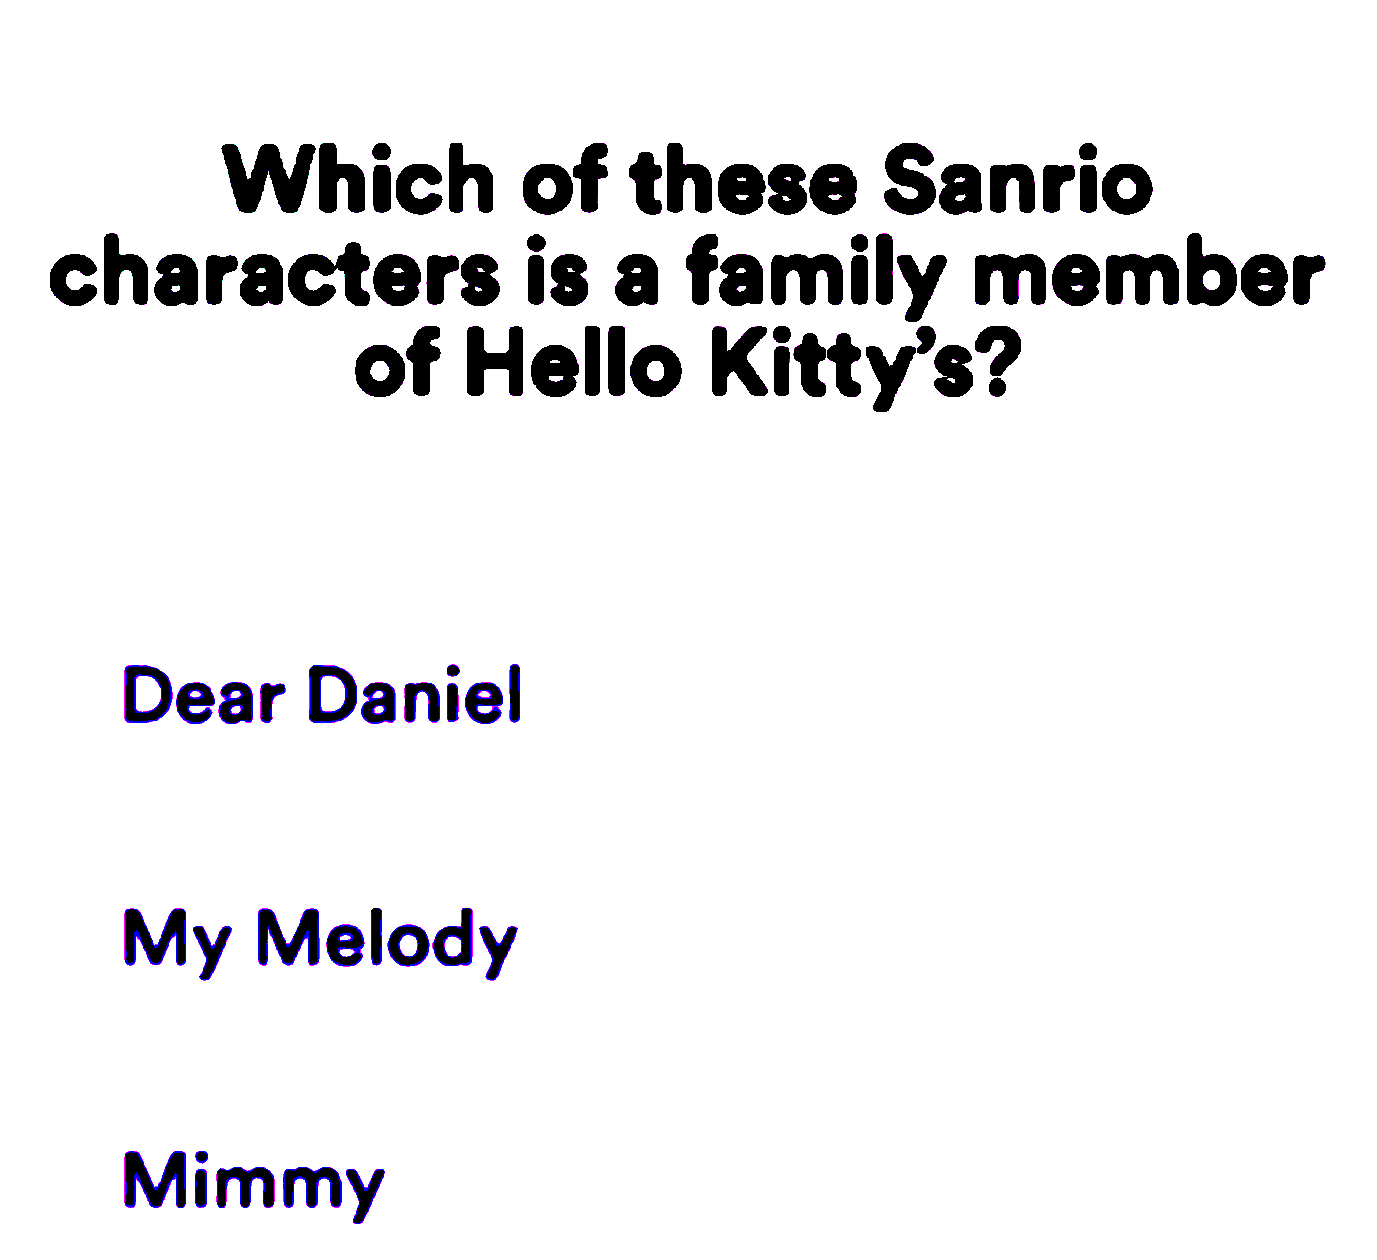 Which of these Sanrio
characters is a family member
of Hello Kitty’s?
Dear Daniel
My Melody
Mimmy